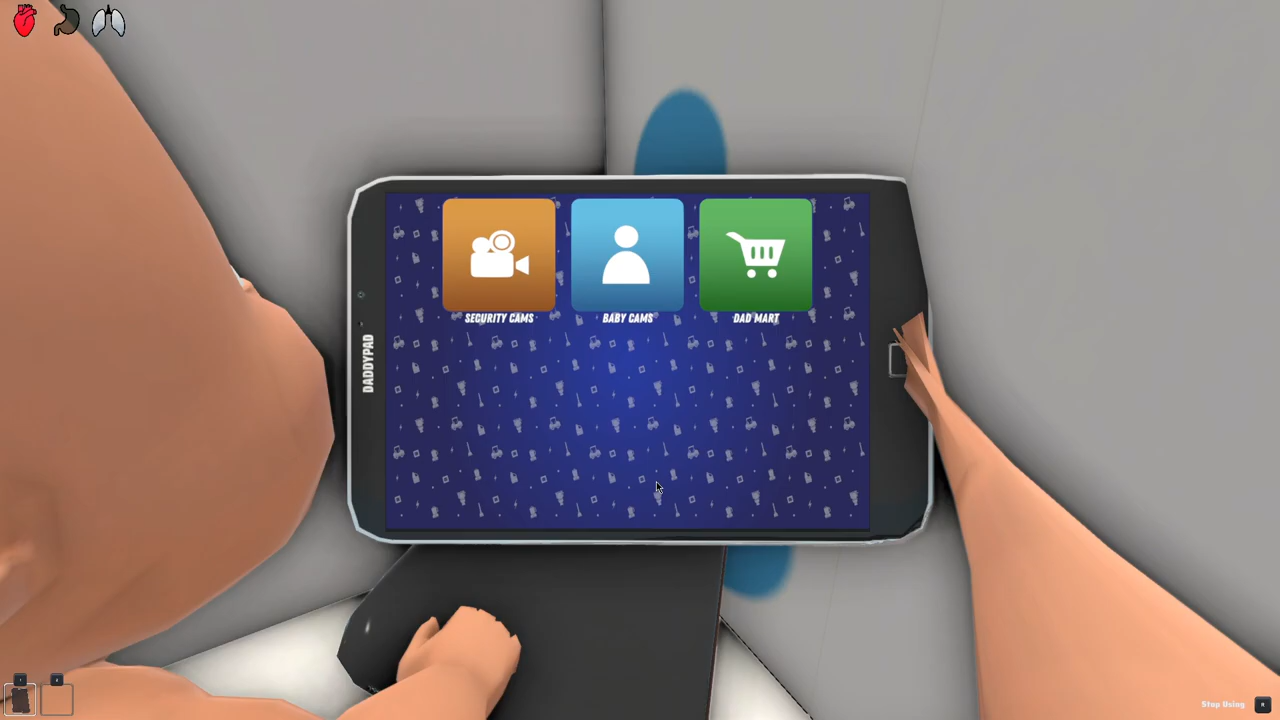 SECURITY CAMS
BABY CAMS
DAD MART
DADDYPAD
Stop Using